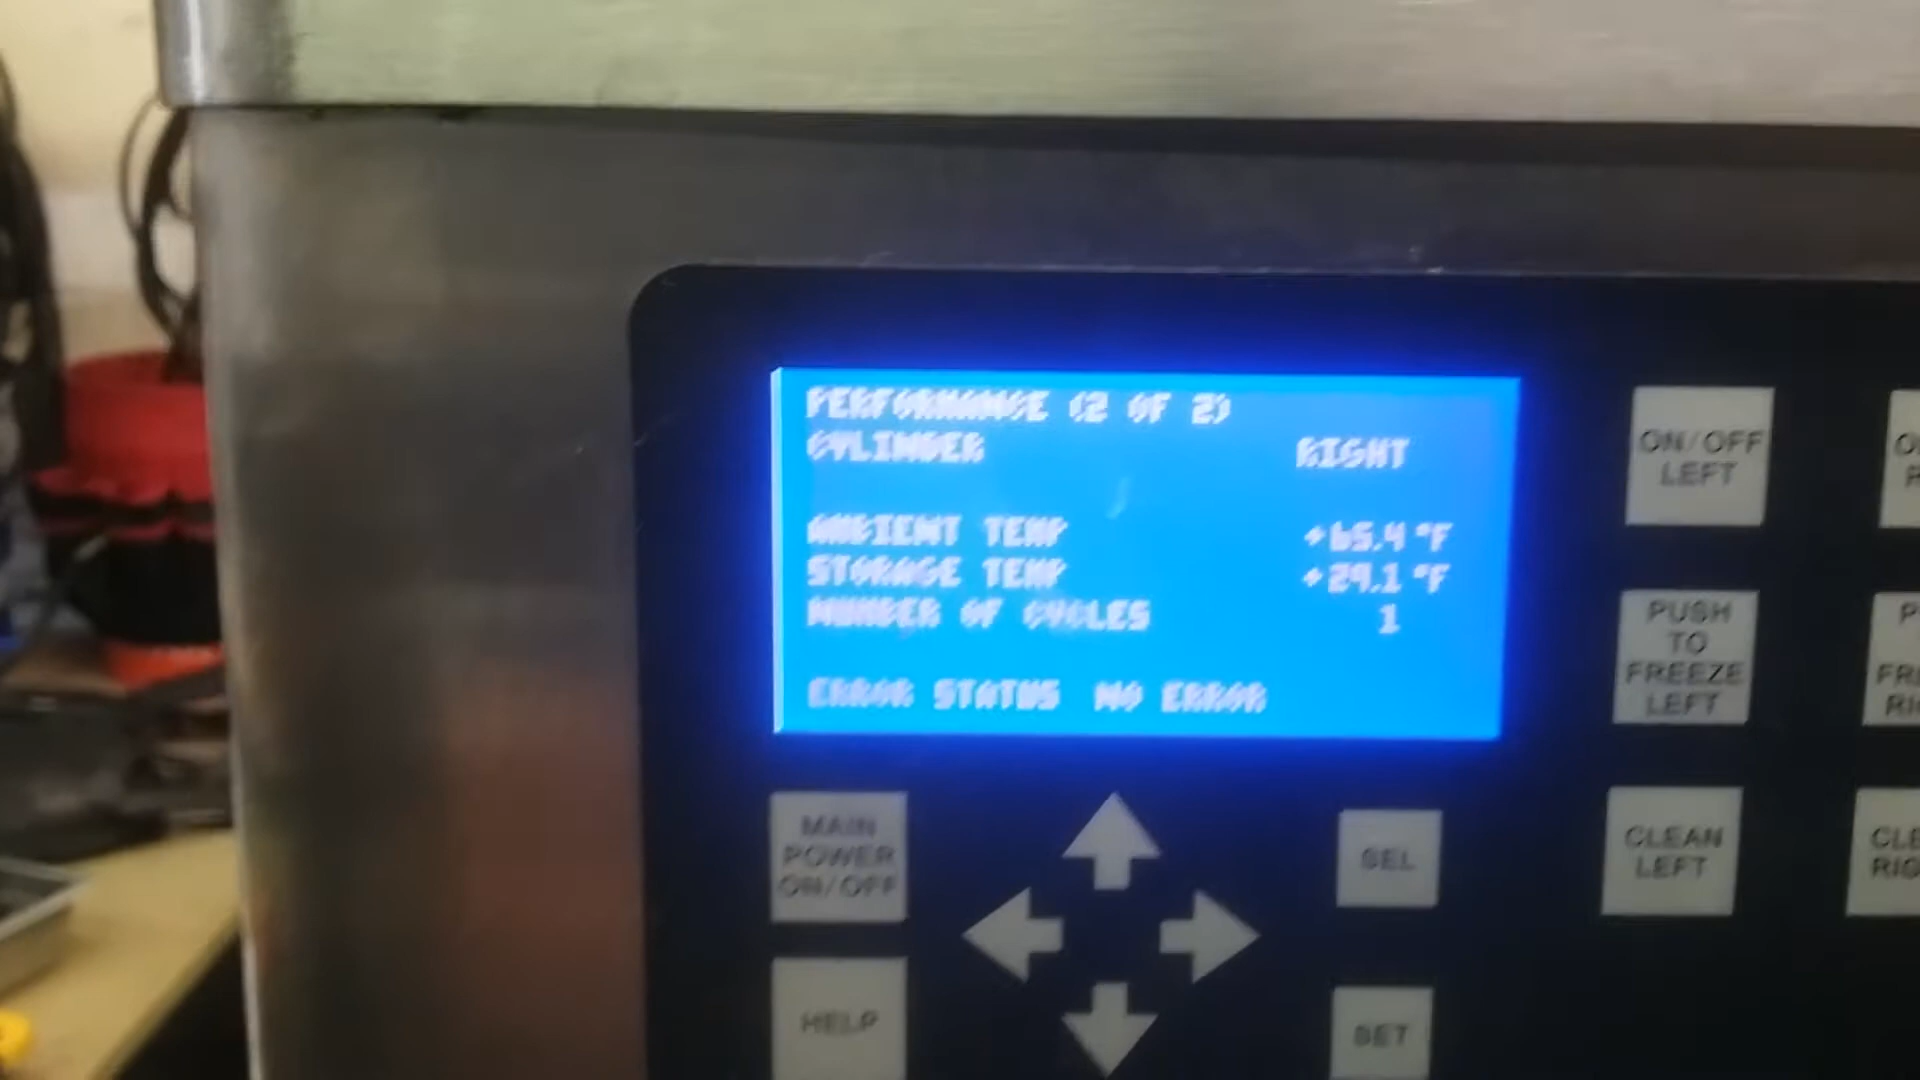 PERFORMANCE (2 OF 2)
CYLINDER RIGHT
AMBIENT TEMP +65.4 °F
STORAGE TEMP +29.1 °F
NUMBER OF CYCLES 1
ERROR STATUS NO ERROR
ON/OFF
LEFT
PUSH
TO
FREEZE
LEFT
CLEAN
LEFT
MAIN
POWER
ON/OFF
SEL
HELP
SET